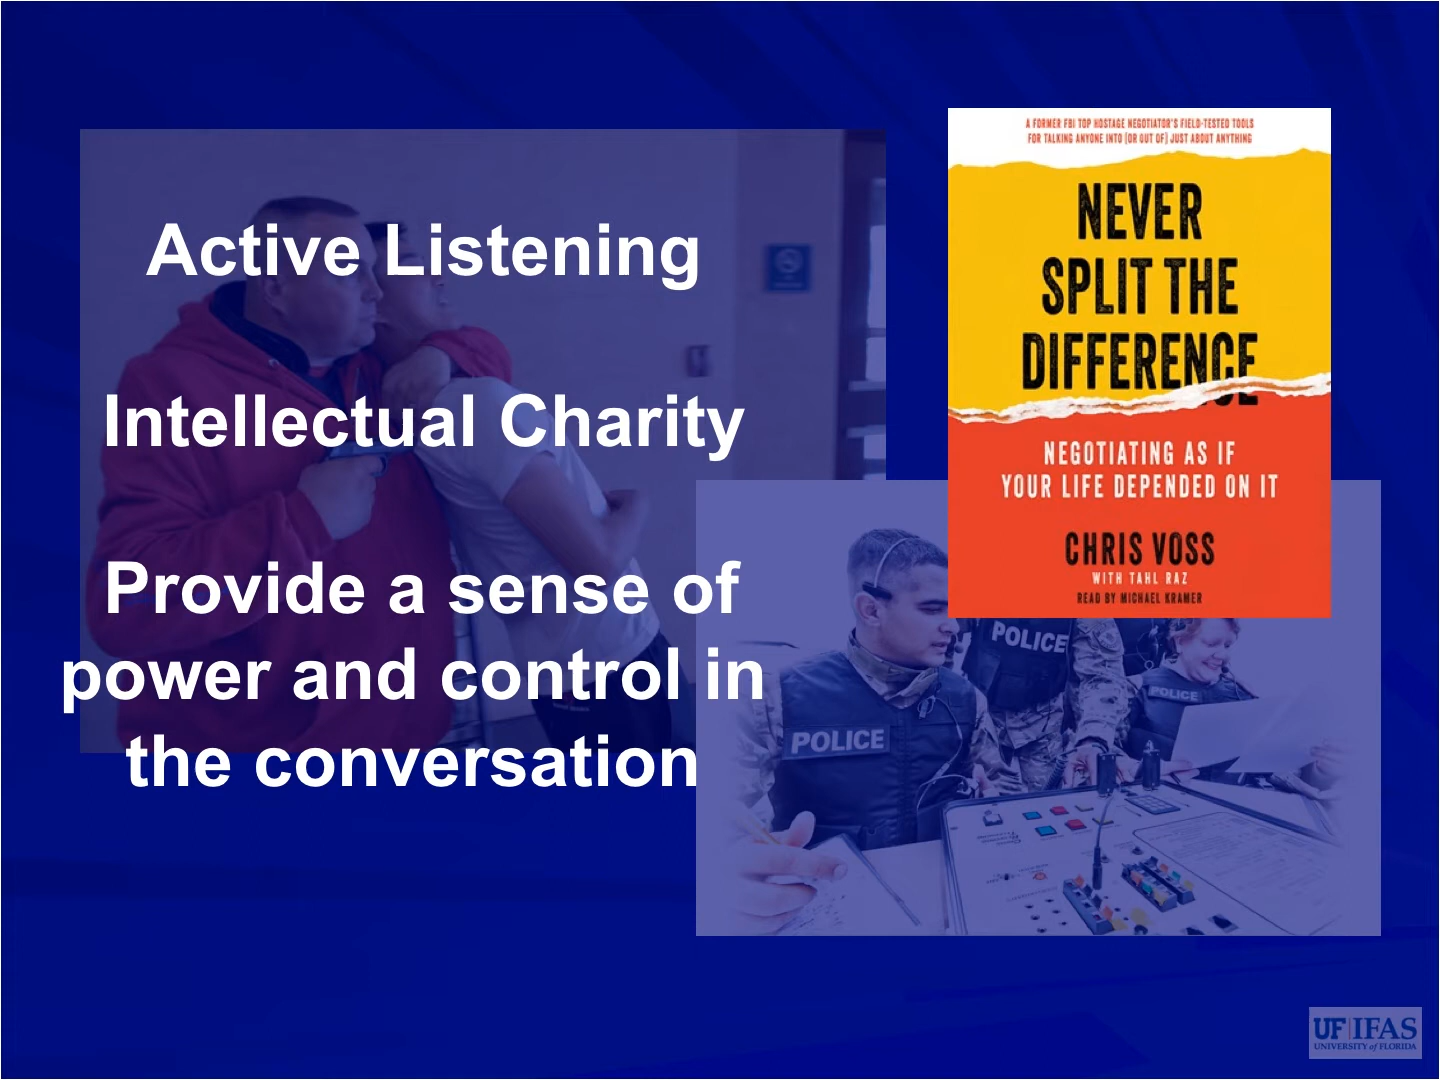 Active Listening
Intellectual Charity
Provide a sense of
power and control in
the conversation
A FORMER FBI TOP HOSTAGE NEGOTIATOR'S FIELD-TESTED TOOLS
FOR TALKING ANYONE INTO (OR OUT OF) JUST ABOUT ANYTHING
NEVER
SPLIT THE
DIFFERENCE
NEGOTIATING AS IF
YOUR LIFE DEPENDED ON IT
CHRIS VOSS
WITH TAHL RAZ
READ BY MICHAEL KRAMER
POLICE
POLICE
POLICE
UF IFAS
UNIVERSITY of FLORIDA